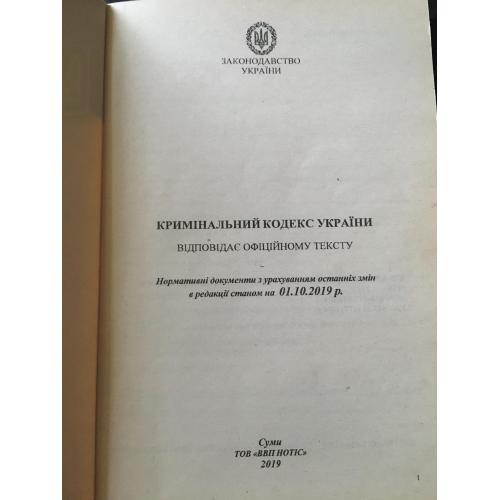 ЗАКОНОДАВСТВО
УКРАЇНИ
КРИМІНАЛЬНИЙ КОДЕКС УКРАЇНИ
ВІДПОВІДАЄ ОФІЦІЙНОМУ ТЕКСТУ
Нормативні документи з урахуванням останніх змін
в редакції станом на 01.10.2019 р.
Суми
ТОВ «ВВП НОТІС»
2019
1